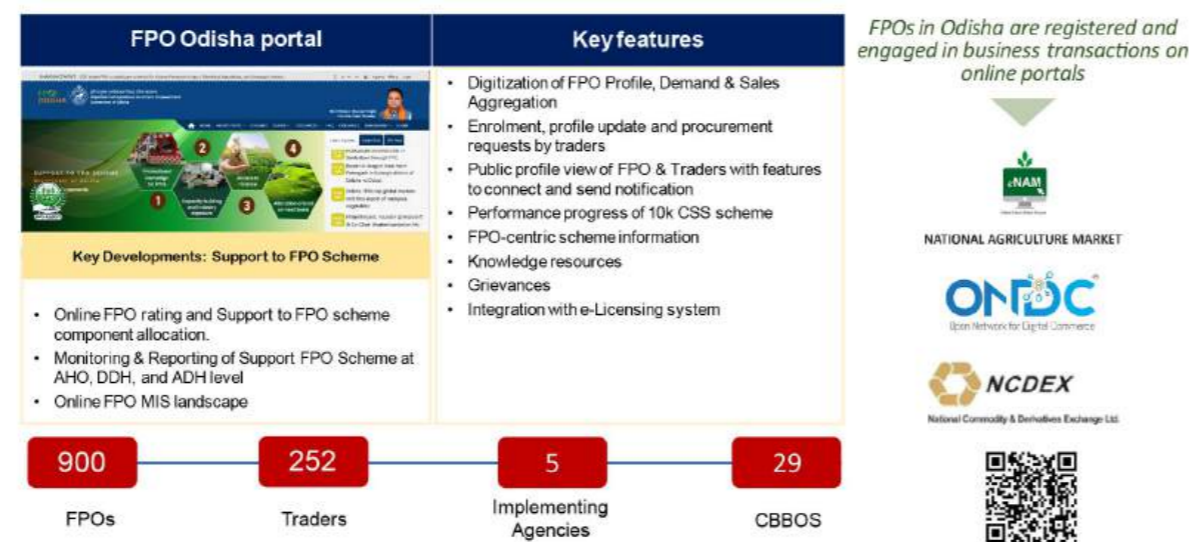 FPO Odisha portal
Key features
FPOs in Odisha are registered and
engaged in business transactions on
online portals
Key Developments: Support to FPO Scheme
• Online FPO rating and Support to FPO scheme
component allocation.
• Monitoring & Reporting of Support FPO Scheme at
AHO, DDH, and ADH level
• Online FPO MIS landscape
• Digitization of FPO Profile, Demand & Sales
Aggregation
• Enrolment, profile update and procurement
requests by traders
• Public profile view of FPO & Traders with features
to connect and send notification
• Performance progress of 10k CSS scheme
• FPO-centric scheme information
• Knowledge resources
• Grievances
• Integration with e-Licensing system
1
2
3
4
eNAM
NATIONAL AGRICULTURE MARKET
ONDC
Open Network for Digital Commerce
NCDEX
National Commodity & Derivatives Exchange Ltd.
900
252
5
29
FPOs
Traders
Implementing
Agencies
CBBOS